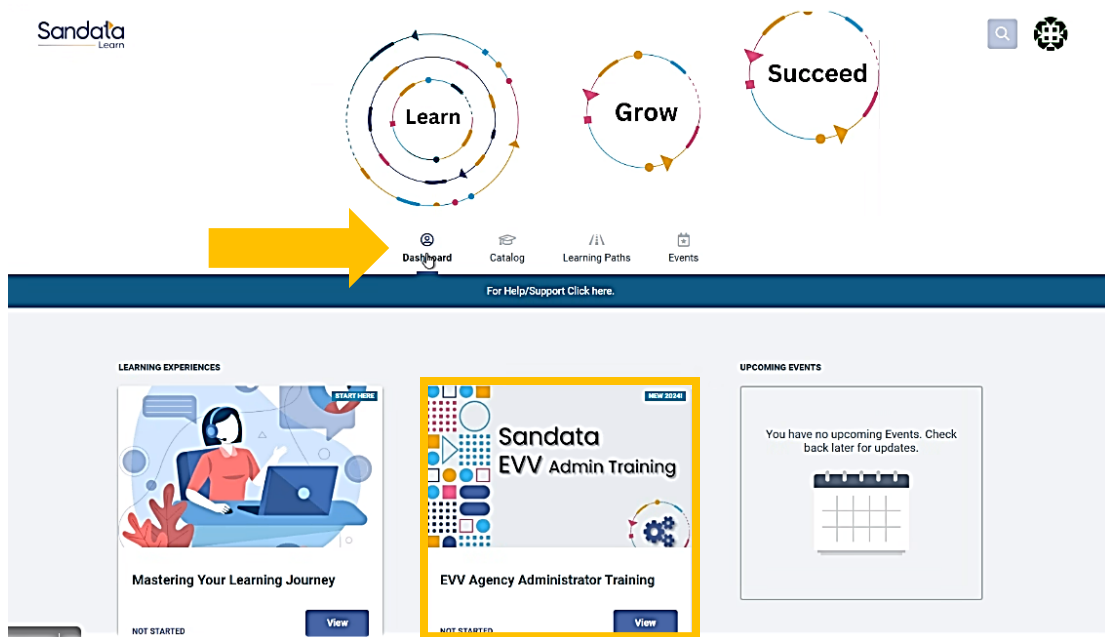 Sandata
Learn
Learn
Grow
Succeed
Dashboard
Catalog
Learning Paths
Events
For Help/Support Click here.
LEARNING EXPERIENCES
UPCOMING EVENTS
START HERE
NEW 2024!
Sandata
EVV Admin Training
You have no upcoming Events. Check
back later for updates.
Mastering Your Learning Journey
EVV Agency Administrator Training
View
View
NOT STARTED
NOT STARTED